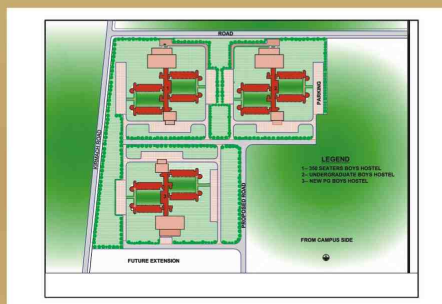 ROAD
PARKING
LEGEND
1- 350 SEATERS BOYS HOSTEL
2- UNDERGRADUATE BOYS HOSTEL
3- NEW PG BOYS HOSTEL
PROPOSED ROAD
FROM CAMPUS SIDE
FUTURE EXTENSION